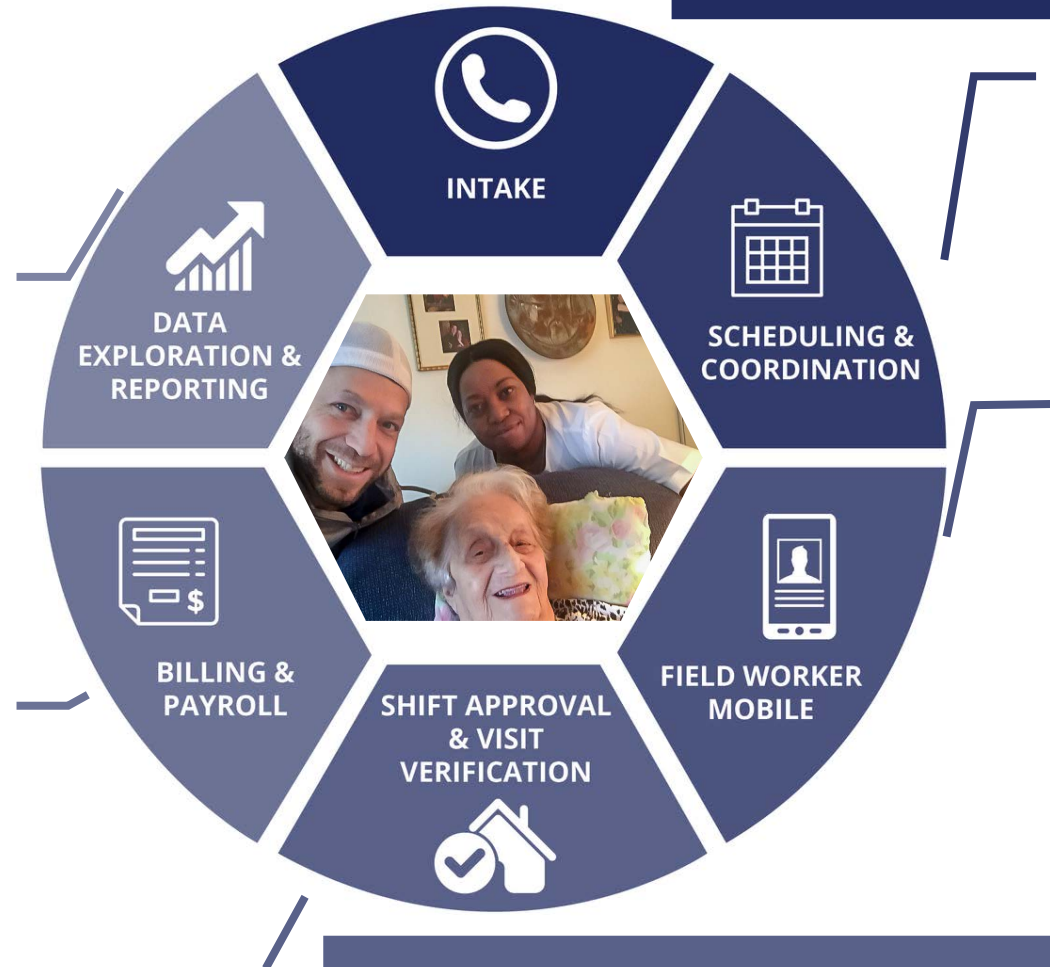 INTAKE
SCHEDULING &
COORDINATION
FIELD WORKER
MOBILE
SHIFT APPROVAL
& VISIT
VERIFICATION
BILLING &
PAYROLL
$
DATA
EXPLORATION &
REPORTING